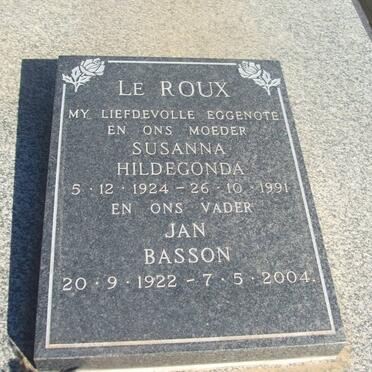 LE ROUX
MY LIEFDEVOLLE EGGENOTE
EN ONS MOEDER
SUSANNA
HILDEGONDA
5 · 12 · 1924 - 26 · 10 · 1991
EN ONS VADER
JAN
BASSON
20 · 9 · 1922 - 7 · 5 · 2004.